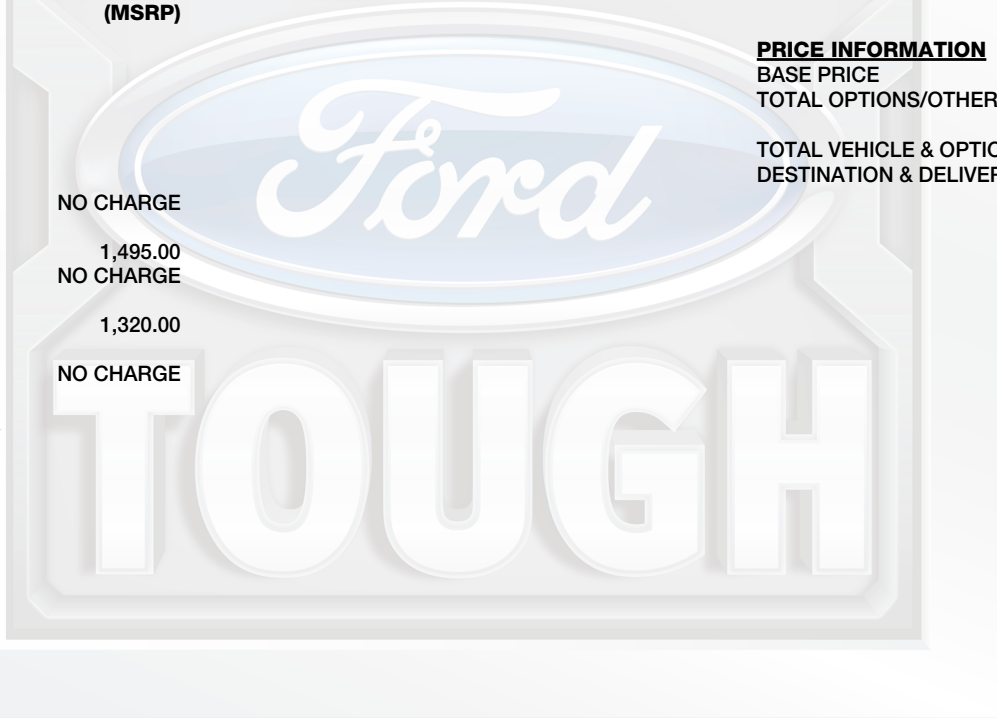 (MSRP)
PRICE INFORMATION
BASE PRICE
TOTAL OPTIONS/OTHER
TOTAL VEHICLE & OPTIO
DESTINATION & DELIVER
NO CHARGE
1,495.00
NO CHARGE
1,320.00
NO CHARGE
Ford
TOUGH